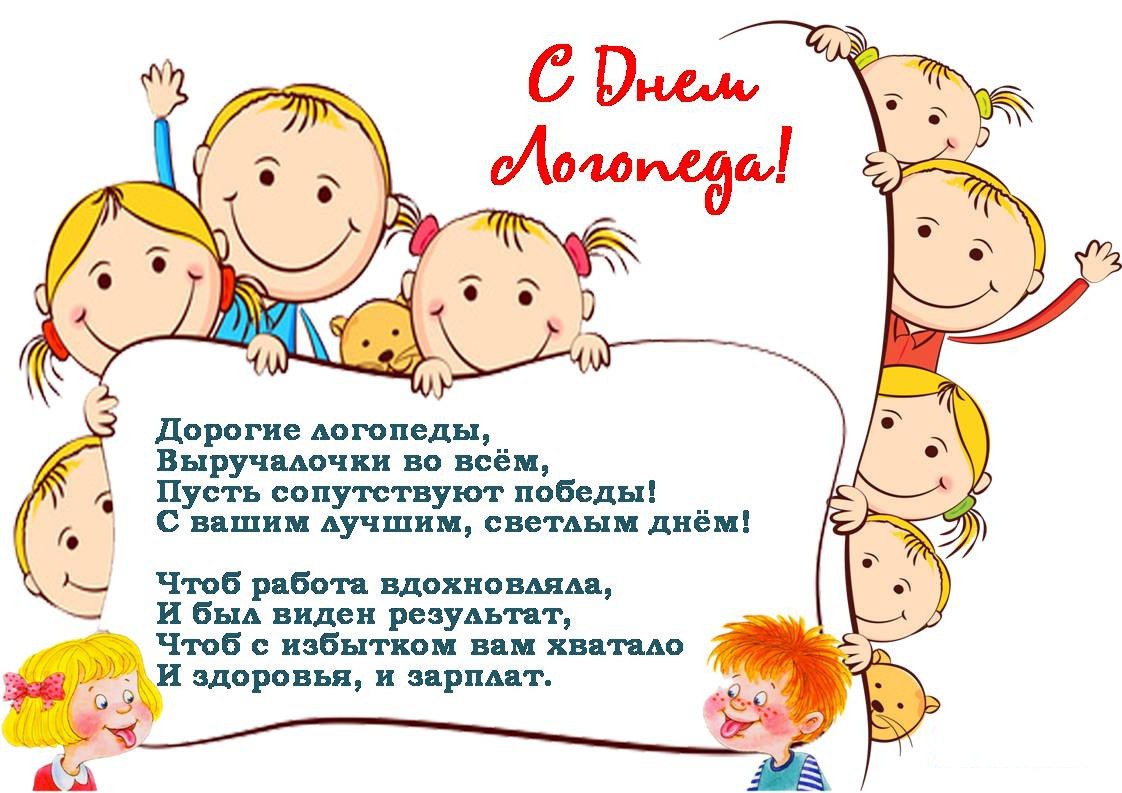 С Днем
Логопеда!
Дорогие логопеды,
Выручалочки во всём,
Пусть сопутствуют победы!
С вашим лучшим, светлым днём!
Чтоб работа вдохновляла,
И был виден результат,
Чтоб с избытком вам хватало
И здоровья, и зарплат.